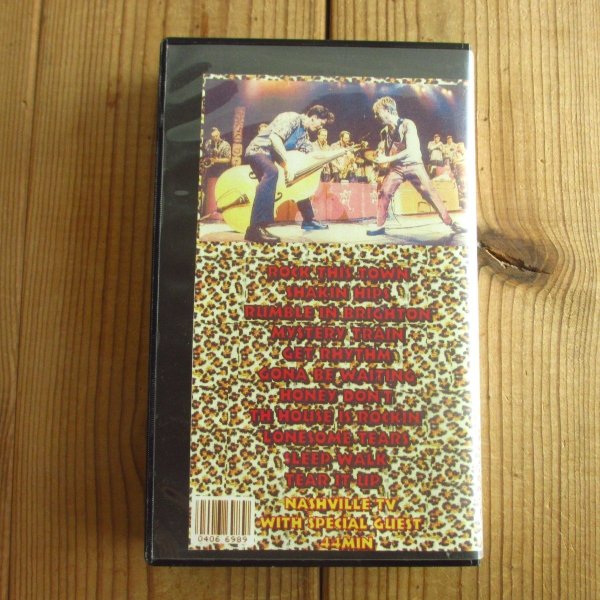 ROCK THIS TOWN
SHAKIN HIPS
RUMBLE IN BRIGHTON
MYSTERY TRAIN
GET RHYTHM
GONA BE WAITING
HONEY DON'T
TH HOUSE IS ROCKIN'
LONESOME TEARS
SLEEP WALK
TEAR IT UP
NASHVILLE TV
WITH SPECIAL GUEST
44MIN
0406 6989